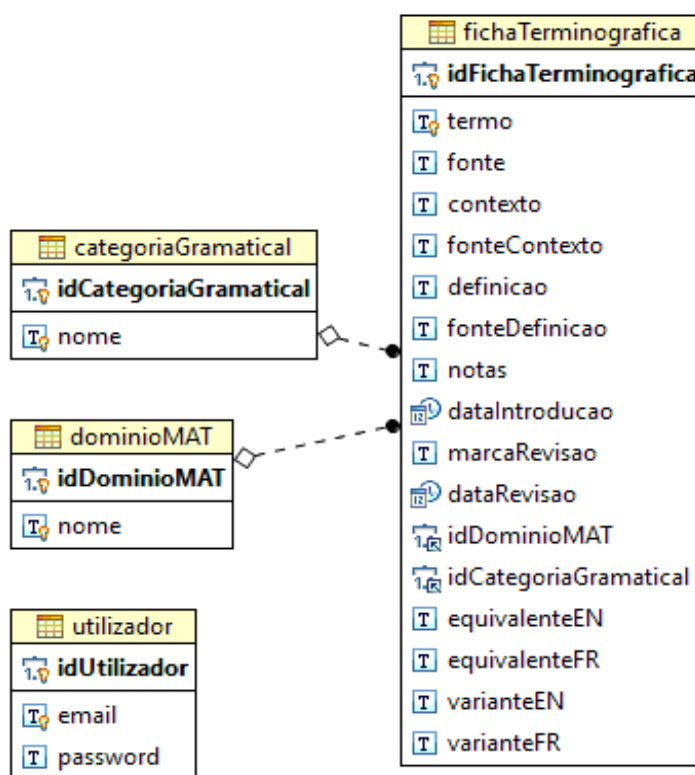 fichaTerminografica
idFichaTerminografica
termo
fonte
contexto
fonteContexto
definicao
fonteDefinicao
notas
dataIntroducao
marcaRevisao
dataRevisao
idDominioMAT
idCategoriaGramatical
equivalenteEN
equivalenteFR
varianteEN
varianteFR
categoriaGramatical
idCategoriaGramatical
nome
dominioMAT
idDominioMAT
nome
utilizador
idUtilizador
email
password